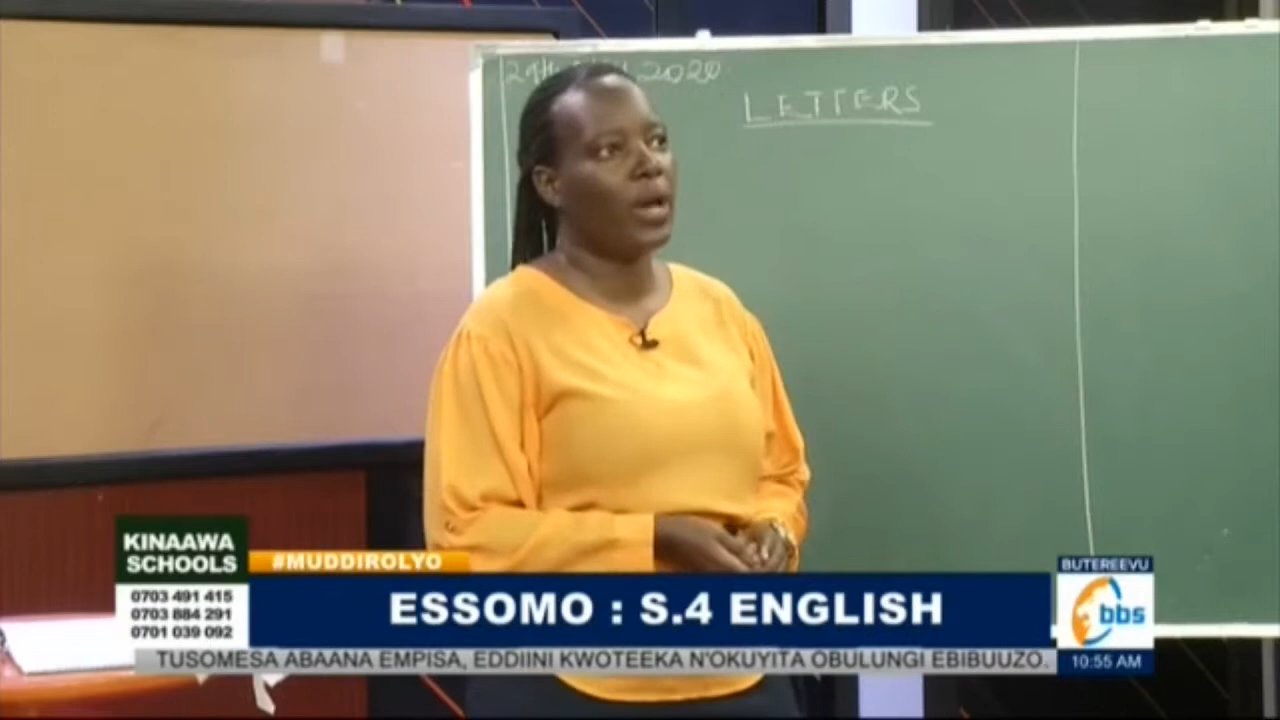 2020
LETTERS
KINAAWA
SCHOOLS
#MUDDIROLYO
0703 491 415
0703 884 291
0701 039 092
ESSOMO : S.4 ENGLISH
BUTEREEVU
bbs
10:55 AM
TUSOMESA ABAANA EMPISA, EDDIINI KWOTEEKA N'OKUYITA OBULUNGI EBIBUUZO.